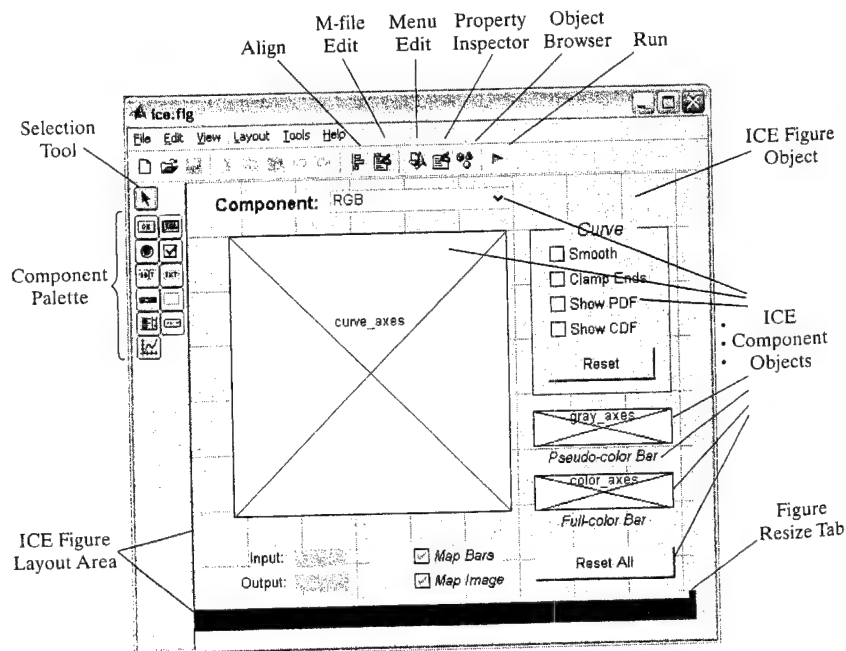 Align
M-file
Edit
Menu
Edit
Property
Inspector
Object
Browser
Run
ice.fig
File Edit View Layout Tools Help
Selection
Tool
ICE Figure
Object
Component: RGB
Curve
Smooth
Clamp Ends
Show PDF
Show CDF
Reset
Component
Palette
curve_axes
ICE
Component
Objects
gray_axes
Pseudo-color Bar
color_axes
Full-color Bar
Figure
Resize Tab
ICE Figure
Layout Area
Input:
Output:
Map Bars
Map Image
Reset All